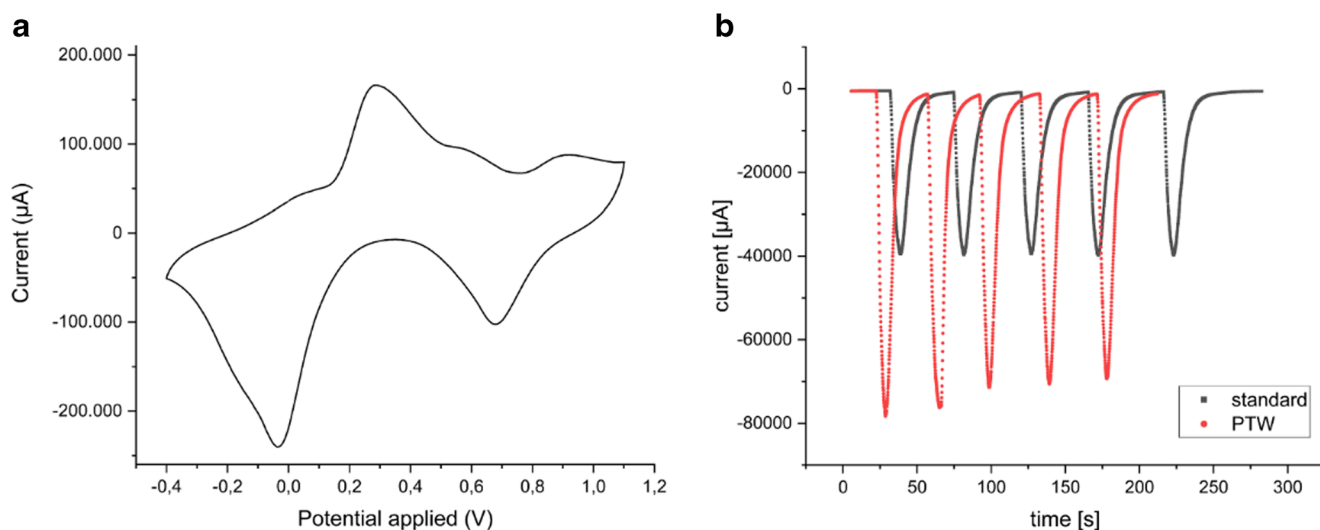 a
200.000
100.000
0
-100.000
-200.000
Current (µA)
-0,4 -0,2 0,0 0,2 0,4 0,6 0,8 1,0 1,2
Potential applied (V)
b
0
-20000
-40000
-60000
-80000
current [µA]
standard
PTW
0 50 100 150 200 250 300
time [s]